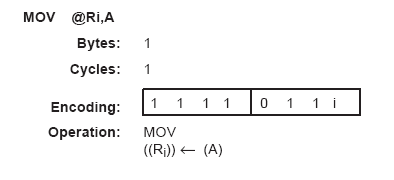 MOV @Ri,A
Bytes: 1
Cycles: 1
Encoding: 1 1 1 1 0 1 1 i
Operation: MOV
((Ri)) ← (A)